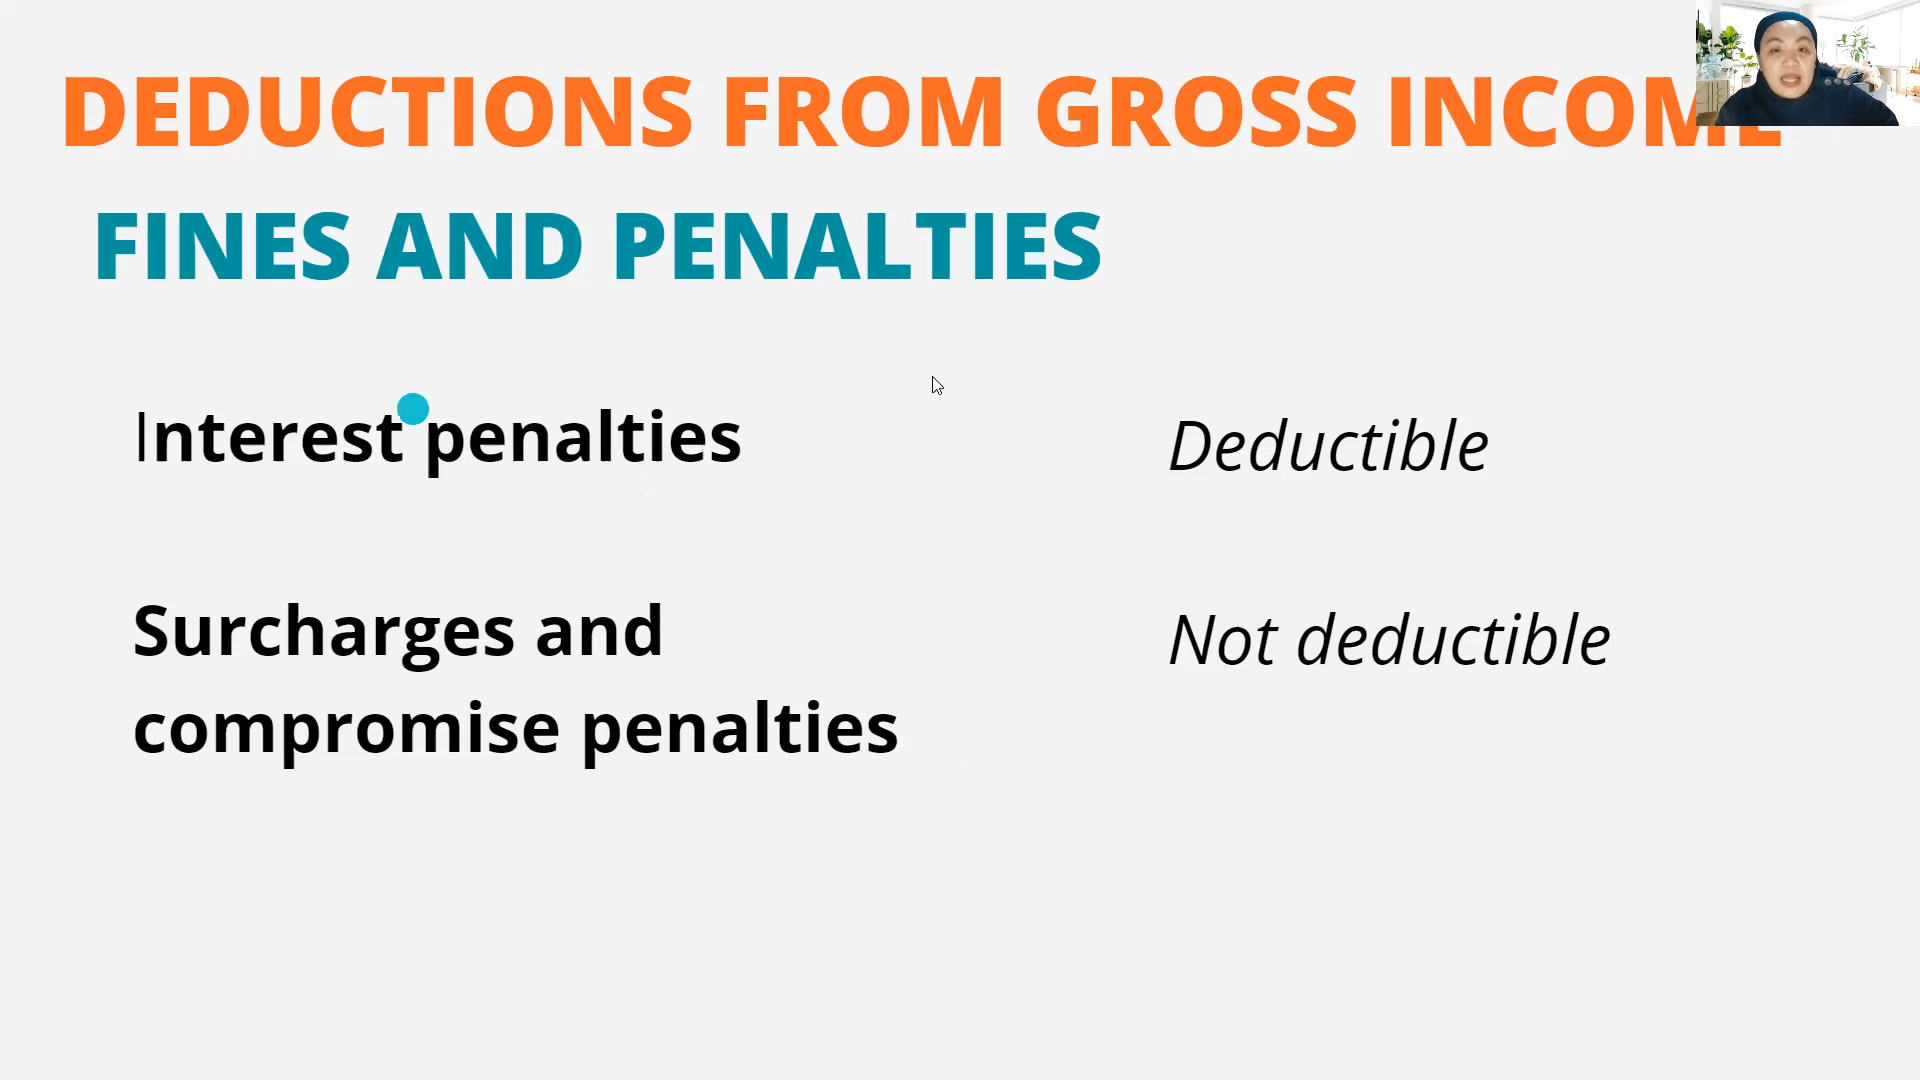 DEDUCTIONS FROM GROSS INCOME
FINES AND PENALTIES
Interest penalties
Deductible
Surcharges and
compromise penalties
Not deductible